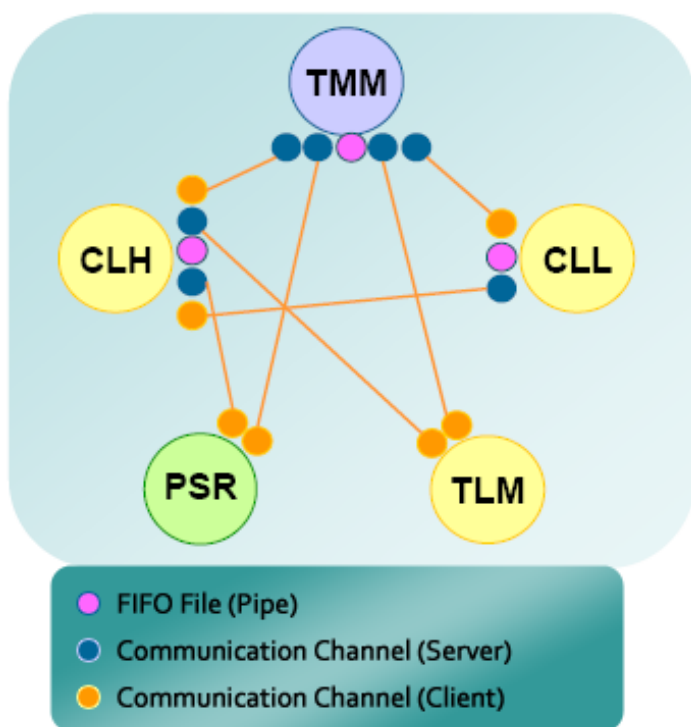 TMM
CLH
CLL
PSR
TLM
FIFO File (Pipe)
Communication Channel (Server)
Communication Channel (Client)